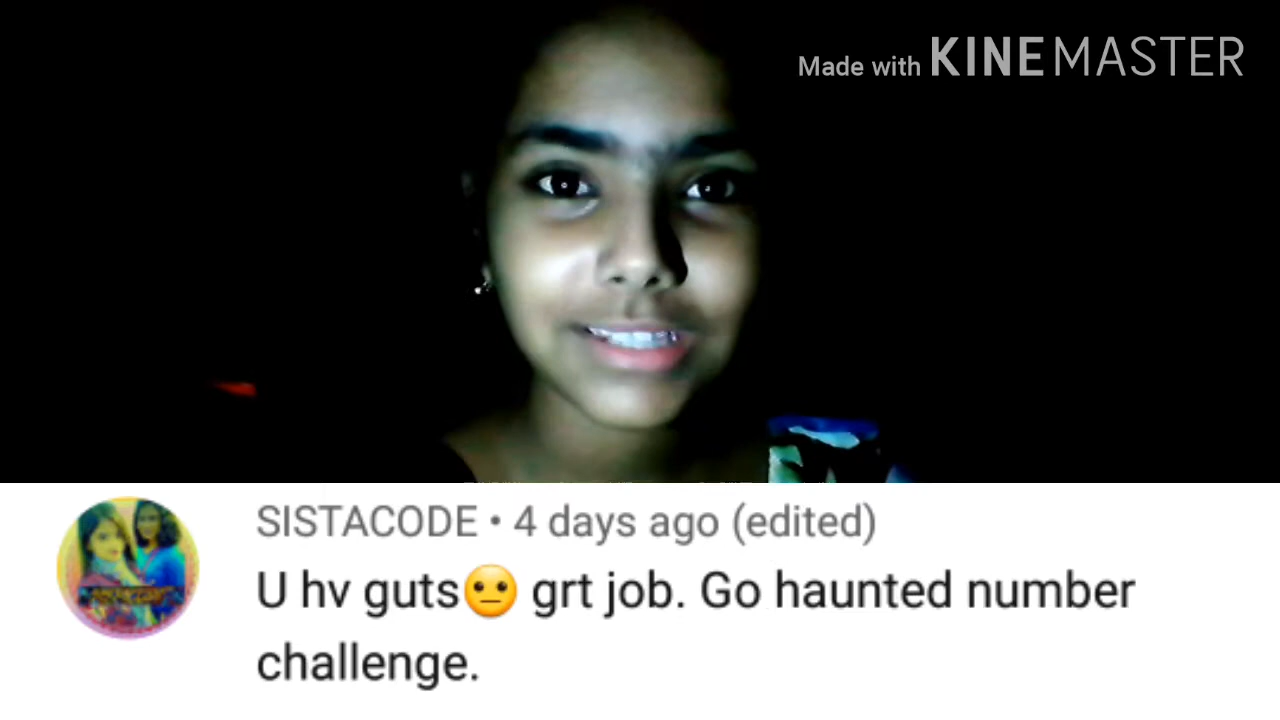 Made with KINEMASTER
SISTACODE • 4 days ago (edited)
U hv guts😐 grt job. Go haunted number
challenge.